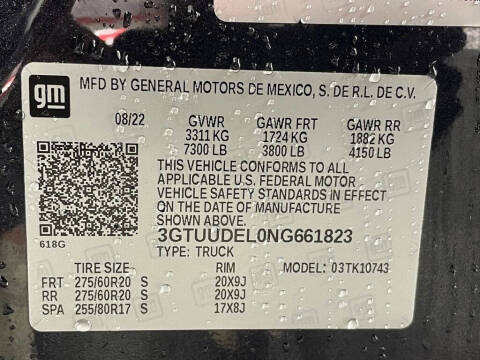 gm
MFD BY GENERAL MOTORS DE MEXICO, S. DE R.L. DE C.V.
08/22 GVWR GAWR FRT GAWR RR
3311 KG 1724 KG 1882 KG
7300 LB 3800 LB 4150 LB
THIS VEHICLE CONFORMS TO ALL
APPLICABLE U.S. FEDERAL MOTOR
VEHICLE SAFETY STANDARDS IN EFFECT
ON THE DATE OF MANUFACTURE
SHOWN ABOVE.
618G
3GTUUDEL0NG661823
TYPE: TRUCK MODEL: 03TK10743
TIRE SIZE RIM
FRT 275/60R20 S 20X9J
RR 275/60R20 S 20X9J
SPA 255/80R17 S 17X8J